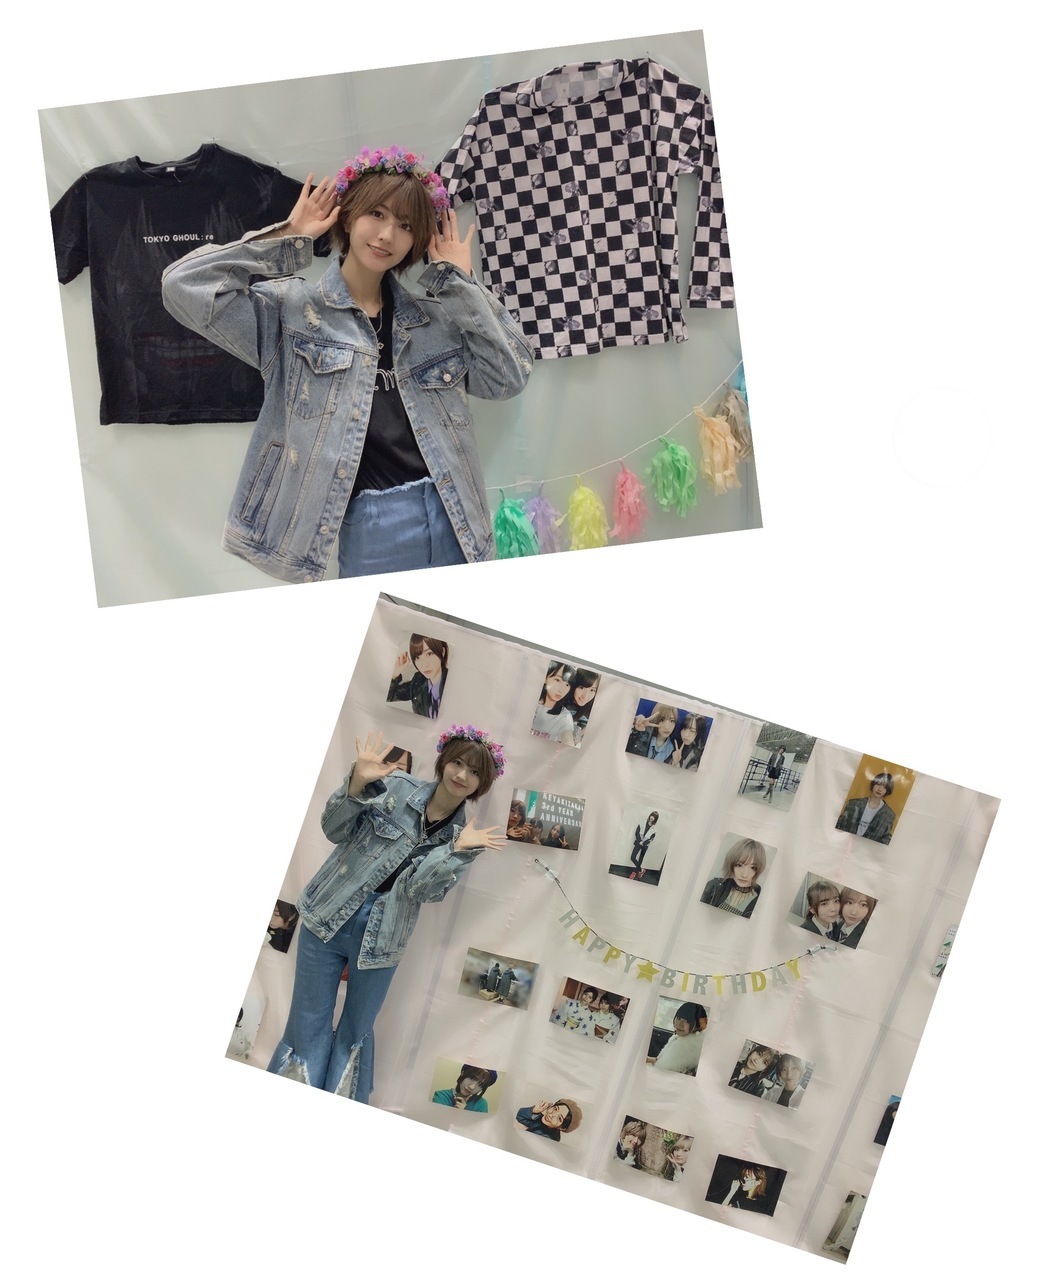 TOKYO GHOUL:re
KEYAKIZAKA
3rd YEAR
ANNIVERSARY
HAPPY★BIRTHDAY